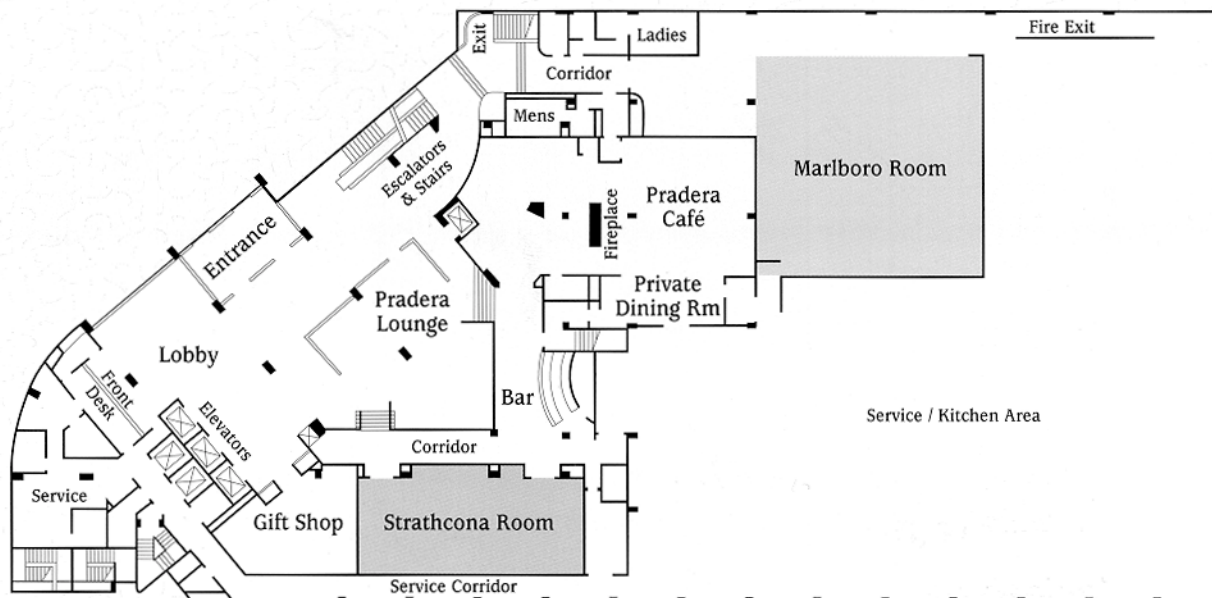 Fire Exit
Exit
Ladies
Corridor
Mens
Marlboro Room
Escalators
& Stairs
Pradera
Café
Fireplace
Entrance
Private
Dining Rm
Pradera
Lounge
Lobby
Front
Desk
Elevators
Bar
Service / Kitchen Area
Corridor
Service
Gift Shop
Strathcona Room
Service Corridor